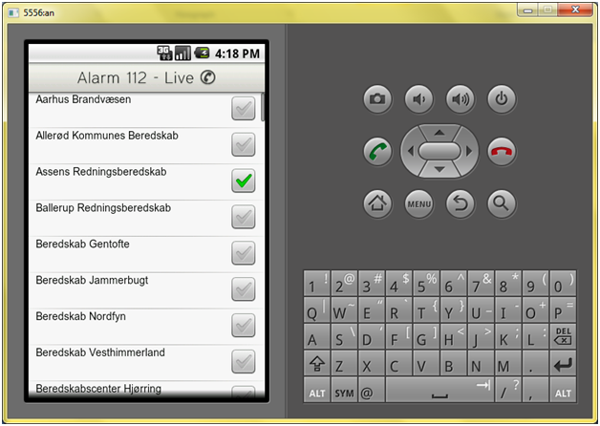 5556:an
3G
4:18 PM
Alarm 112 - Live
Aarhus Brandvæsen
Allerød Kommunes Beredskab
Assens Redningsberedskab
Ballerup Redningsberedskab
Beredskab Gentofte
Beredskab Jammerbugt
Beredskab Nordfyn
Beredskab Vesthimmerland
Beredskabscenter Hjørring
MENU
1 ! 2 @ 3 # 4 $ 5 % 6 ^ 7 & 8 * 9 ( 0 )
Q | W ~ E " R ` T { Y } U _ I - O + P =
A S \ D ' F [ G ] H < J > K ; L : DEL
Z X C V B N M .
ALT SYM @ / ? , ALT